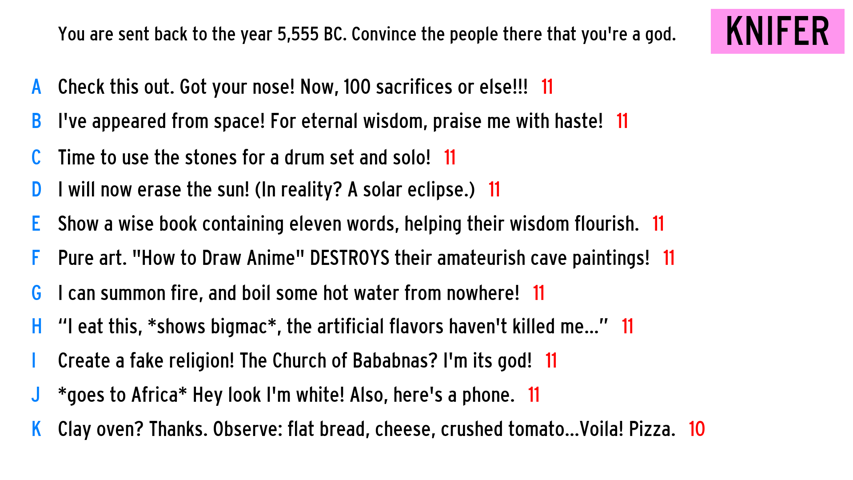 You are sent back to the year 5,555 BC. Convince the people there that you're a god.
KNIFER
A Check this out. Got your nose! Now, 100 sacrifices or else!!! 11
B I've appeared from space! For eternal wisdom, praise me with haste! 11
C Time to use the stones for a drum set and solo! 11
D I will now erase the sun! (In reality? A solar eclipse.) 11
E Show a wise book containing eleven words, helping their wisdom flourish. 11
F Pure art. "How to Draw Anime" DESTROYS their amateurish cave paintings! 11
G I can summon fire, and boil some hot water from nowhere! 11
H “I eat this, *shows bigmac*, the artificial flavors haven't killed me...” 11
I Create a fake religion! The Church of Bababnas? I'm its god! 11
J *goes to Africa* Hey look I'm white! Also, here's a phone. 11
K Clay oven? Thanks. Observe: flat bread, cheese, crushed tomato...Voila! Pizza. 10